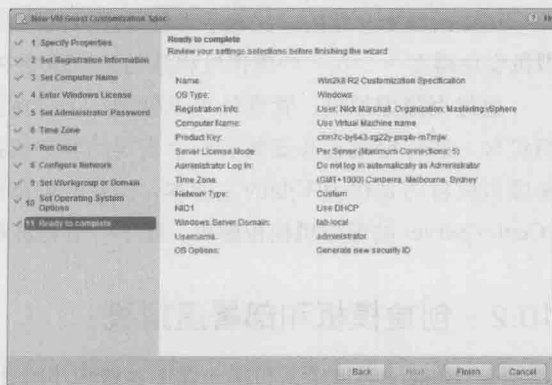 New VM Guest Customization Spec
1 Specify Properties
2 Set Registration Information
3 Set Computer Name
4 Enter Windows License
5 Set Administrator Password
6 Time Zone
7 Run Once
8 Configure Network
9 Set Workgroup or Domain
10 Set Operating System
Options
11 Ready to complete
Ready to complete
Review your settings selections before finishing the wizard
Name: Win2k8 R2 Customization Specification
OS Type: Windows
Registration Info: User: Nick Marshall, Organization: Mastering vSphere
Computer Name: Use Virtual Machine name
Product Key:
Server License Mode: Per Server (Maximum Connections: 5)
Administrator Log In: Do not log in automatically as Administrator
Time Zone: (GMT+1000) Canberra, Melbourne, Sydney
Network Type: Custom
NIC1 Use DHCP
Windows Server Domain: lab.local
Username: administrator
OS Options: Generate new security ID
Back Next Finish Cancel